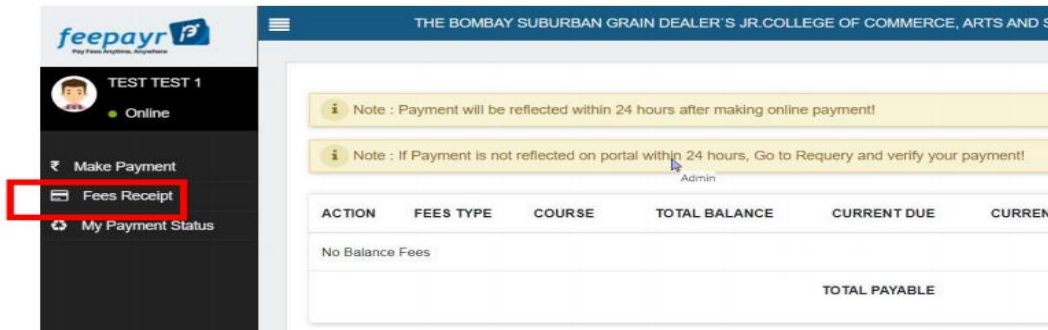 feepayr
Pay Fees Anytime, Anywhere
THE BOMBAY SUBURBAN GRAIN DEALER'S JR.COLLEGE OF COMMERCE, ARTS AND S
TEST TEST 1
Online
₹ Make Payment
Fees Receipt
My Payment Status
i Note : Payment will be reflected within 24 hours after making online payment!
i Note : If Payment is not reflected on portal within 24 hours, Go to Requery and verify your payment!
Admin
ACTION FEES TYPE COURSE TOTAL BALANCE CURRENT DUE CURREN
No Balance Fees
TOTAL PAYABLE